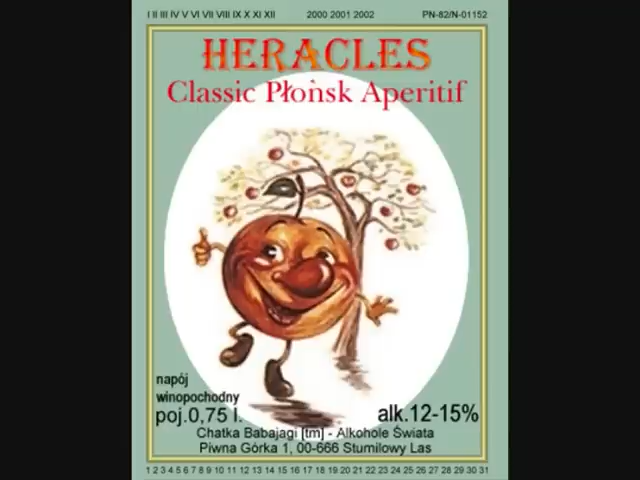 I II III IV V VI VII VIII IX X XI XII 2000 2001 2002 PN-82/N-01152
HERACLES
Classic Płońsk Aperitif
napój
winopochodny
poj.0,75 l. alk.12-15%
Chatka Babajagi [tm] - Alkohole Świata
Piwna Górka 1, 00-666 Stumilowy Las
1 2 3 4 5 6 7 8 9 10 11 12 13 14 15 16 17 18 19 20 21 22 23 24 25 26 27 28 29 30 31